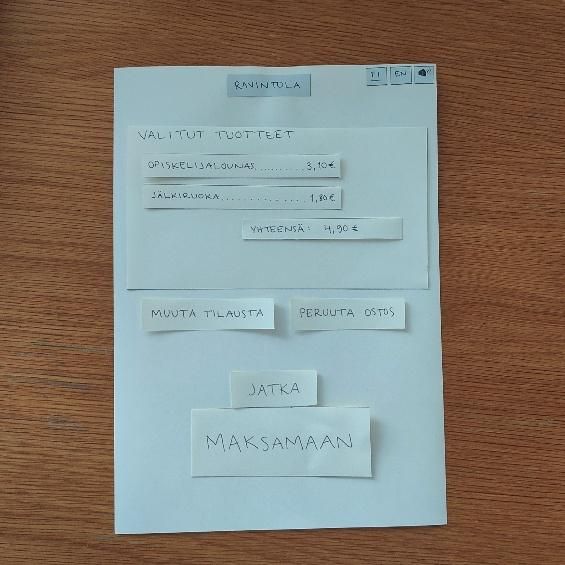 RAVINTOLA
FI EN
VALITUT TUOTTEET
OPISKELIJALOUNAS..........3,10€
JÄLKIRUOKA..............1,80€
YHTEENSÄ: 4,90 €
MUUTA TILAUSTA PERUUTA OSTOS
JATKA
MAKSAMAAN